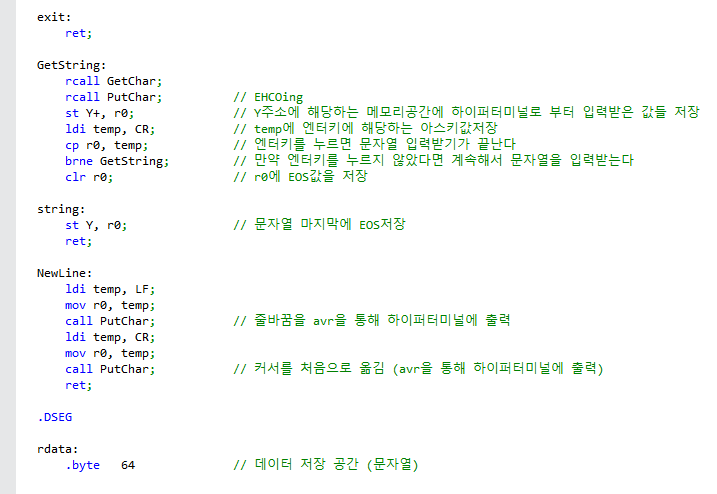 exit:
ret;
GetString:
rcall GetChar;
rcall PutChar; // EHCOing
st Y+, r0; // Y주소에 해당하는 메모리공간에 하이퍼터미널로 부터 입력받은 값들 저장
ldi temp, CR; // temp에 엔터키에 해당하는 아스키값저장
cp r0, temp; // 엔터키를 누르면 문자열 입력받기가 끝난다
brne GetString; // 만약 엔터키를 누르지 않았다면 계속해서 문자열을 입력받는다
clr r0; // r0에 EOS값을 저장
string:
st Y, r0; // 문자열 마지막에 EOS저장
ret;
NewLine:
ldi temp, LF;
mov r0, temp;
call PutChar; // 줄바꿈을 avr을 통해 하이퍼터미널에 출력
ldi temp, CR;
mov r0, temp;
call PutChar; // 커서를 처음으로 옮김 (avr을 통해 하이퍼터미널에 출력)
ret;
.DSEG
rdata:
.byte 64 // 데이터 저장 공간 (문자열)